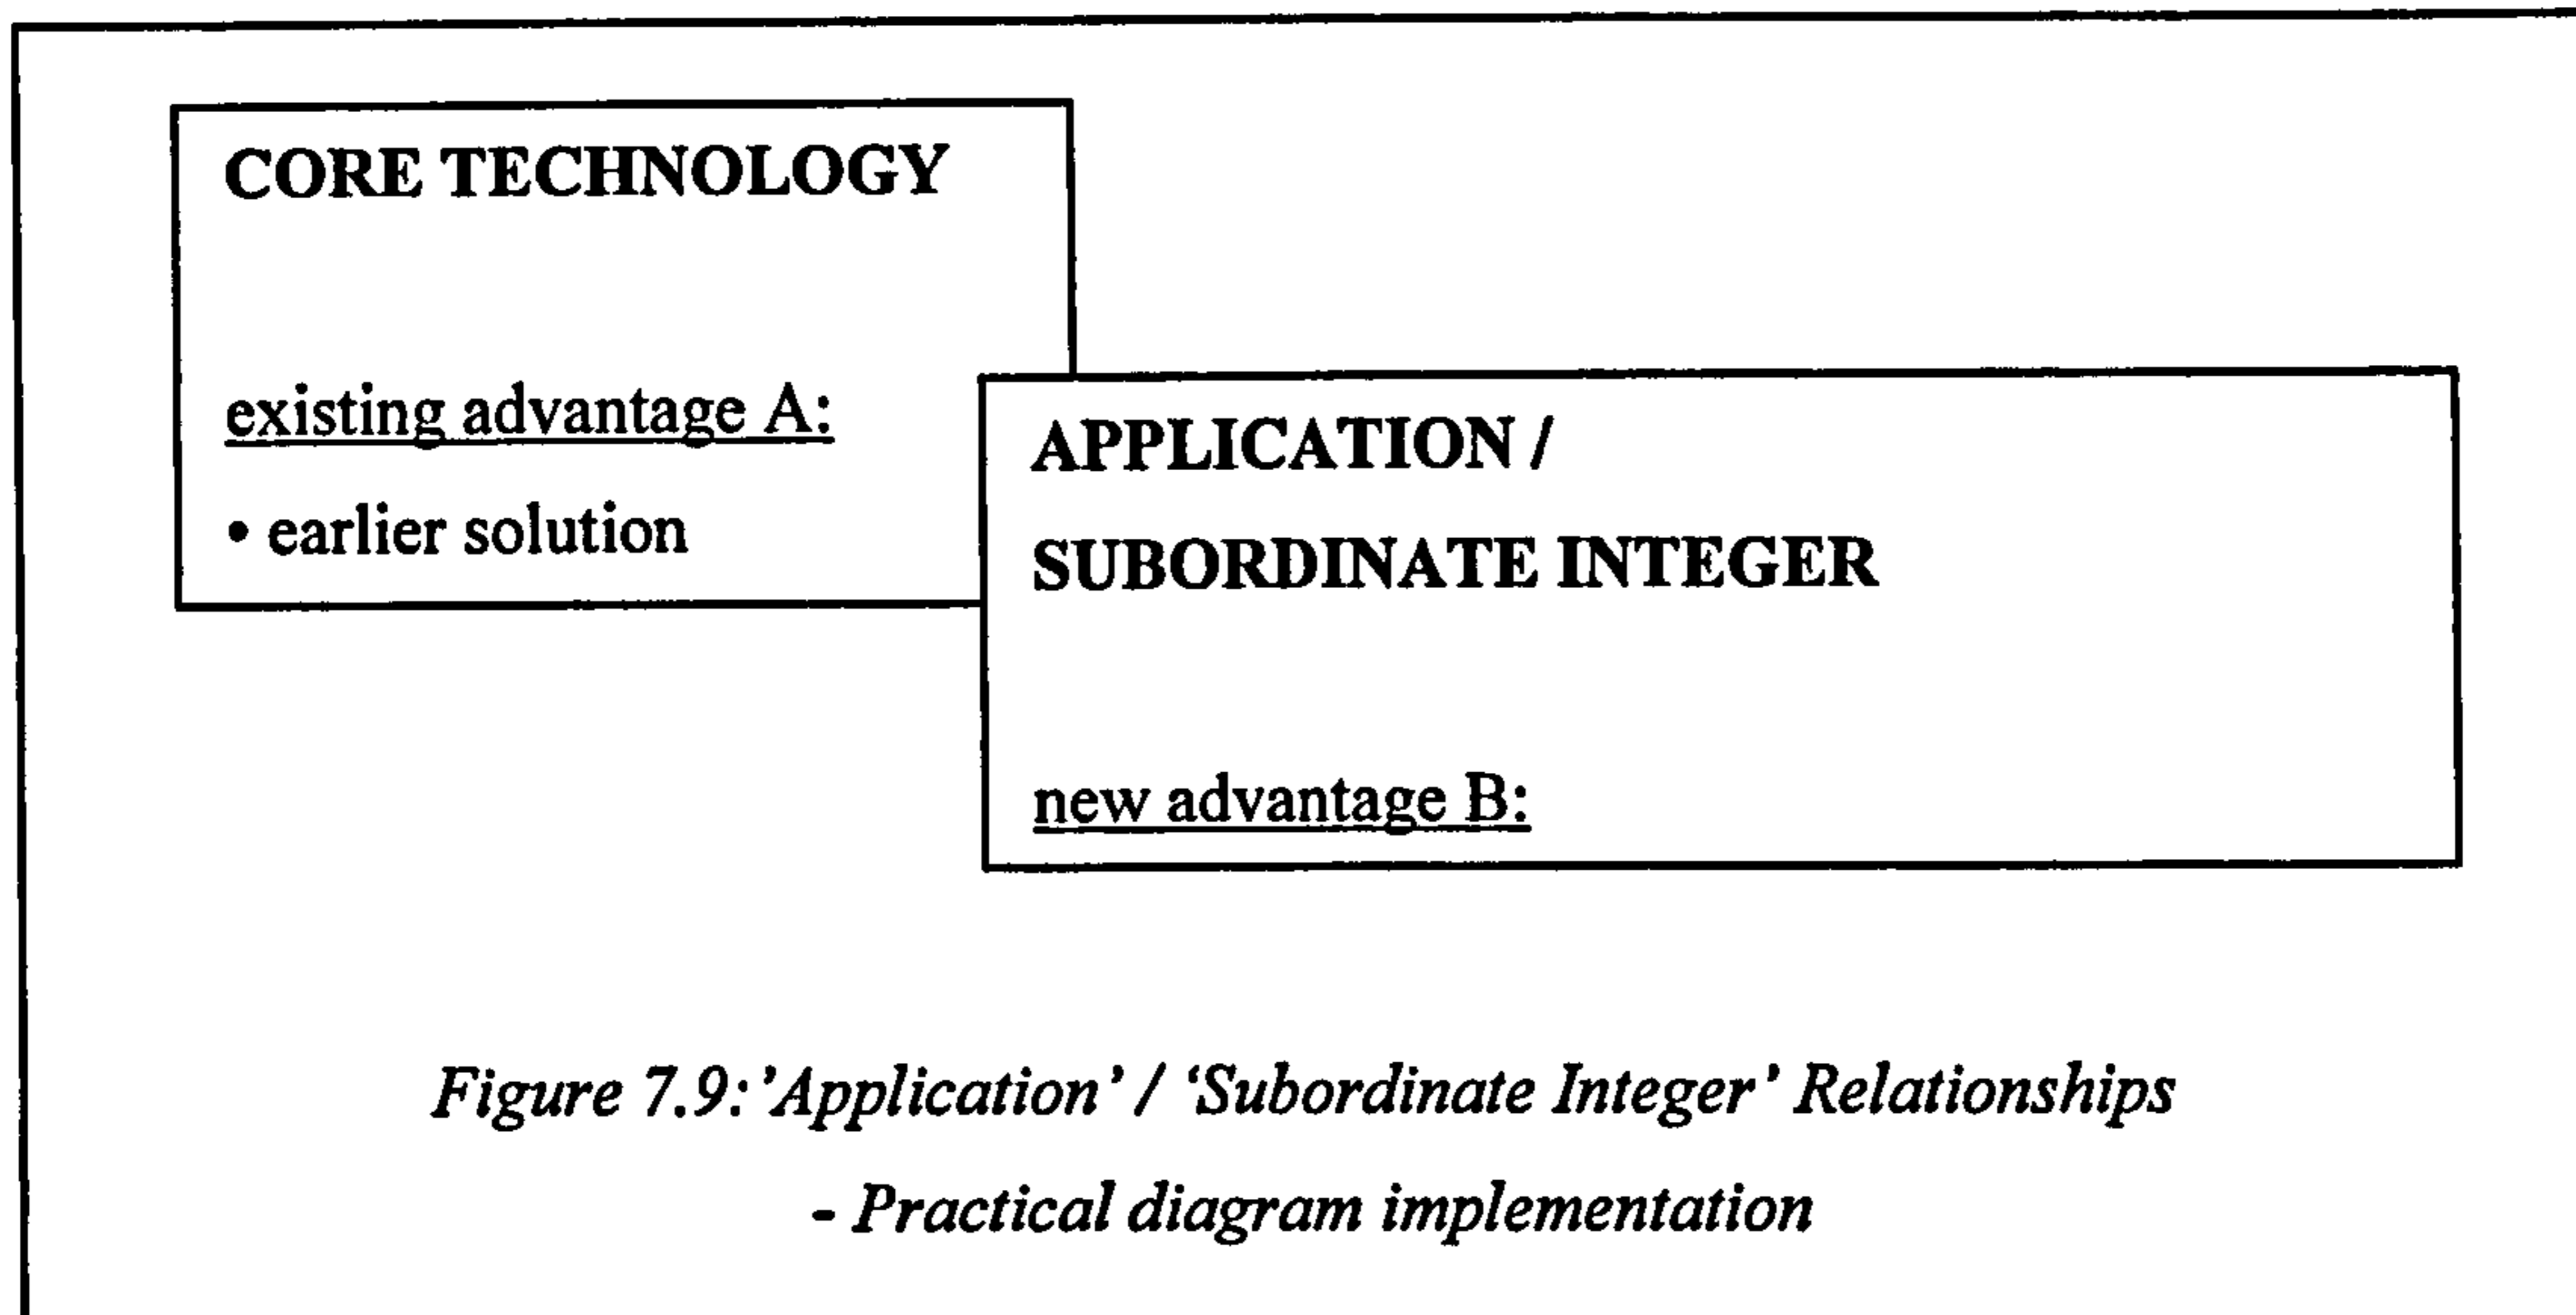 CORE TECHNOLOGY
existing advantage A:
• earlier solution
APPLICATION /
SUBORDINATE INTEGER
new advantage B:
Figure 7.9:’Application’ / ‘Subordinate Integer’ Relationships
- Practical diagram implementation